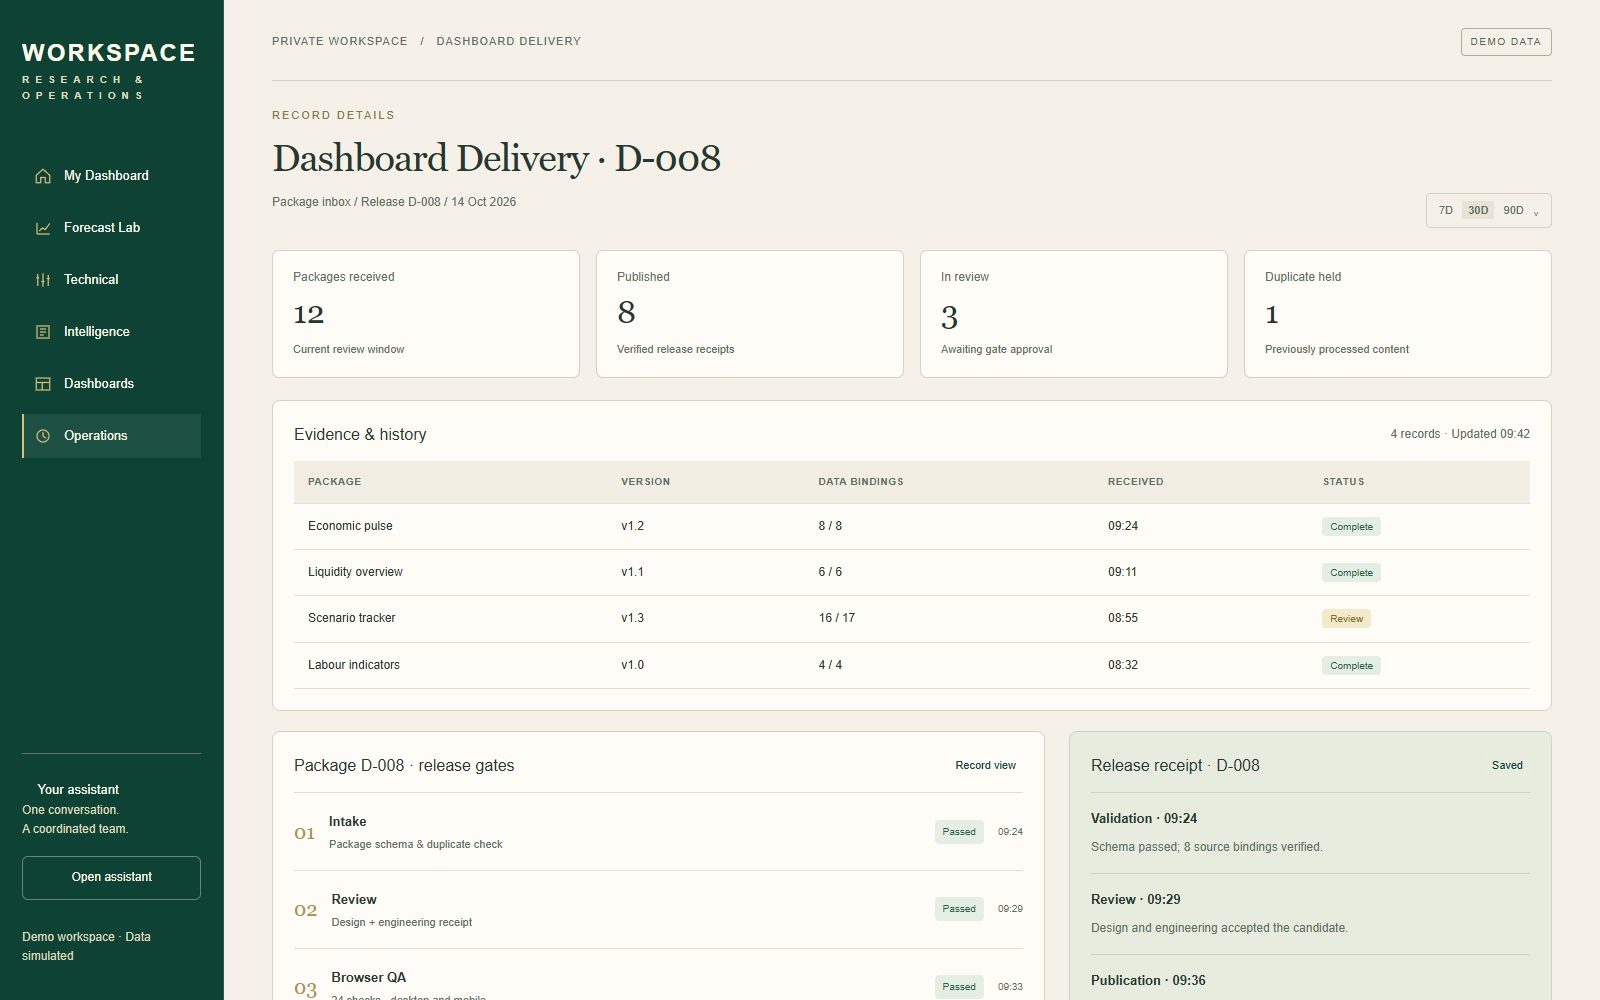 WORKSPACE
RESEARCH &
OPERATIONS
My Dashboard
Forecast Lab
Technical
Intelligence
Dashboards
Operations
Your assistant
One conversation.
A coordinated team.
Open assistant
Demo workspace · Data
simulated
PRIVATE WORKSPACE / DASHBOARD DELIVERY
DEMO DATA
RECORD DETAILS
Dashboard Delivery · D-008
Package inbox / Release D-008 / 14 Oct 2026
7D 30D 90D
Packages received
12
Current review window
Published
8
Verified release receipts
In review
3
Awaiting gate approval
Duplicate held
1
Previously processed content
Evidence & history
4 records · Updated 09:42
PACKAGE VERSION DATA BINDINGS RECEIVED STATUS
Economic pulse v1.2 8 / 8 09:24 Complete
Liquidity overview v1.1 6 / 6 09:11 Complete
Scenario tracker v1.3 16 / 17 08:55 Review
Labour indicators v1.0 4 / 4 08:32 Complete
Package D-008 · release gates
Record view
01 Intake
Package schema & duplicate check
Passed 09:24
02 Review
Design + engineering receipt
Passed 09:29
03 Browser QA
24 checks · desktop and mobile
Passed 09:33
Release receipt · D-008
Saved
Validation · 09:24
Schema passed; 8 source bindings verified.
Review · 09:29
Design and engineering accepted the candidate.
Publication · 09:36